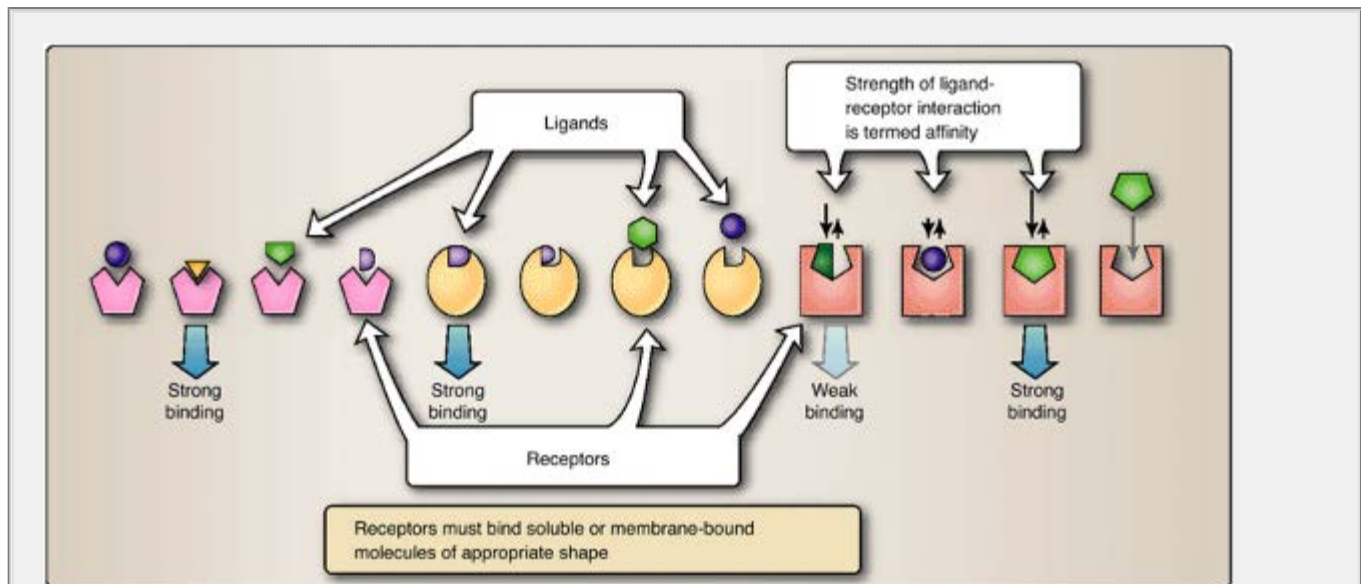 Ligands
Strength of ligand-
receptor interaction
is termed affinity
Strong
binding
Strong
binding
Weak
binding
Strong
binding
Receptors
Receptors must bind soluble or membrane-bound
molecules of appropriate shape